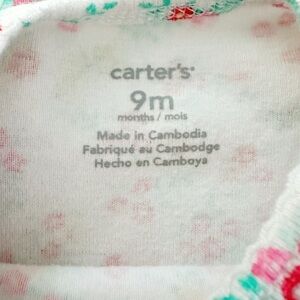 carter's
9m
months / mois
Made in Cambodia
Fabriqué au Cambodge
Hecho en Camboya